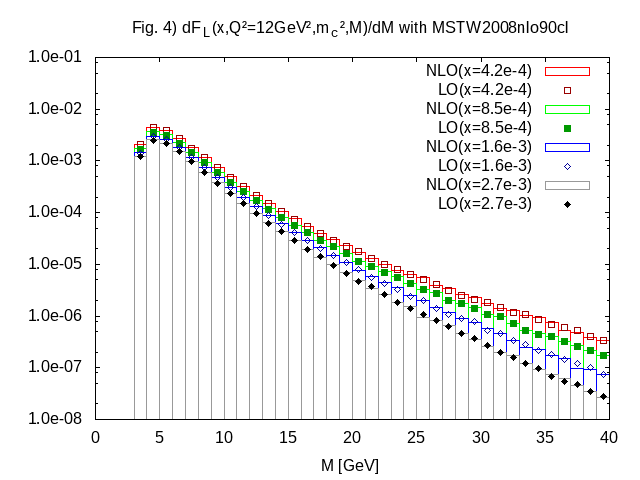 Fig. 4) dF_L(x,Q²=12GeV²,m_c²,M)/dM with MSTW2008nlo90cl
1.0e-01
1.0e-02
1.0e-03
1.0e-04
1.0e-05
1.0e-06
1.0e-07
1.0e-08
NLO(x=4.2e-4)
LO(x=4.2e-4)
NLO(x=8.5e-4)
LO(x=8.5e-4)
NLO(x=1.6e-3)
LO(x=1.6e-3)
NLO(x=2.7e-3)
LO(x=2.7e-3)
0 5 10 15 20 25 30 35 40
M [GeV]